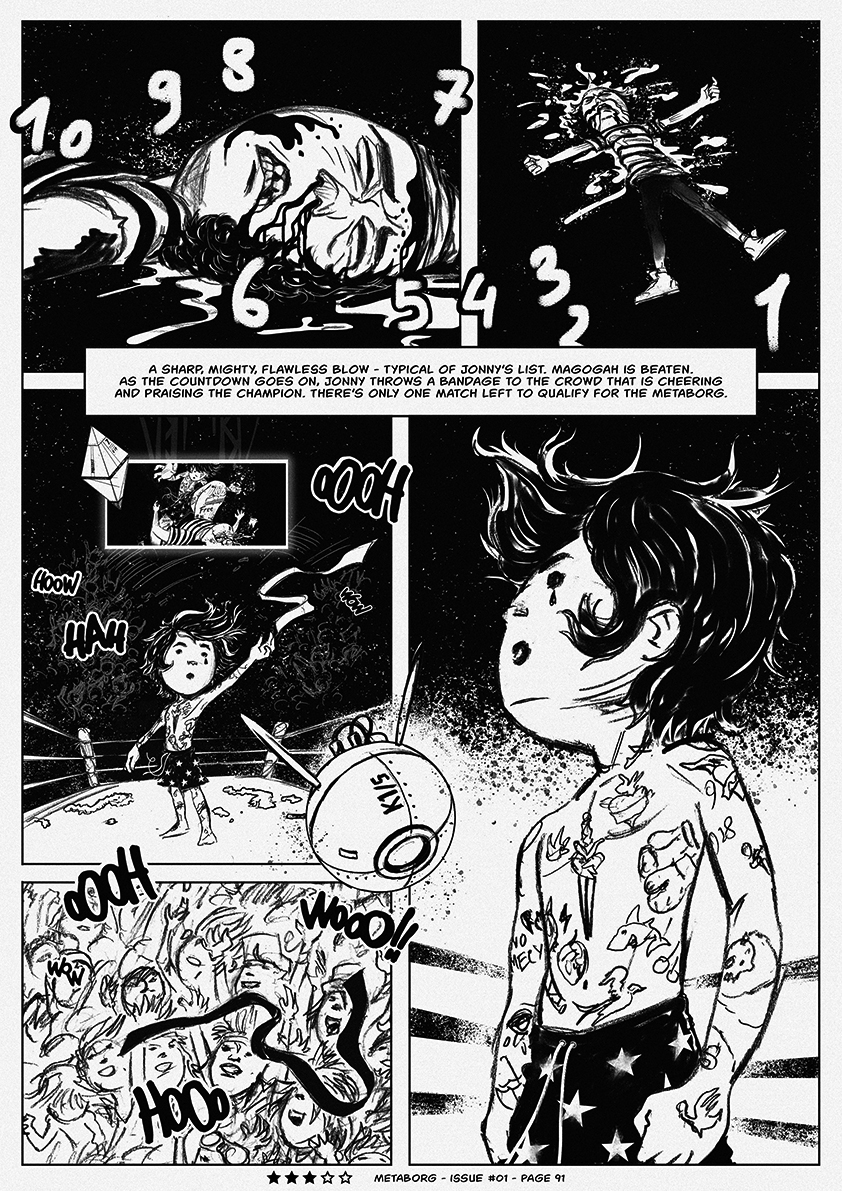 10
9
8
7
6
5
4
3
2
1
A SHARP, MIGHTY, FLAWLESS BLOW - TYPICAL OF JONNY'S LIST. MAGOGAH IS BEATEN.
AS THE COUNTDOWN GOES ON, JONNY THROWS A BANDAGE TO THE CROWD THAT IS CHEERING
AND PRAISING THE CHAMPION. THERE'S ONLY ONE MATCH LEFT TO QUALIFY FOR THE METABORG.
OOOH
HOOW
WOW
HAH
K1/S
OOOH
WOOO!!
WOW
HOOO
METABORG - ISSUE #01 - PAGE 91